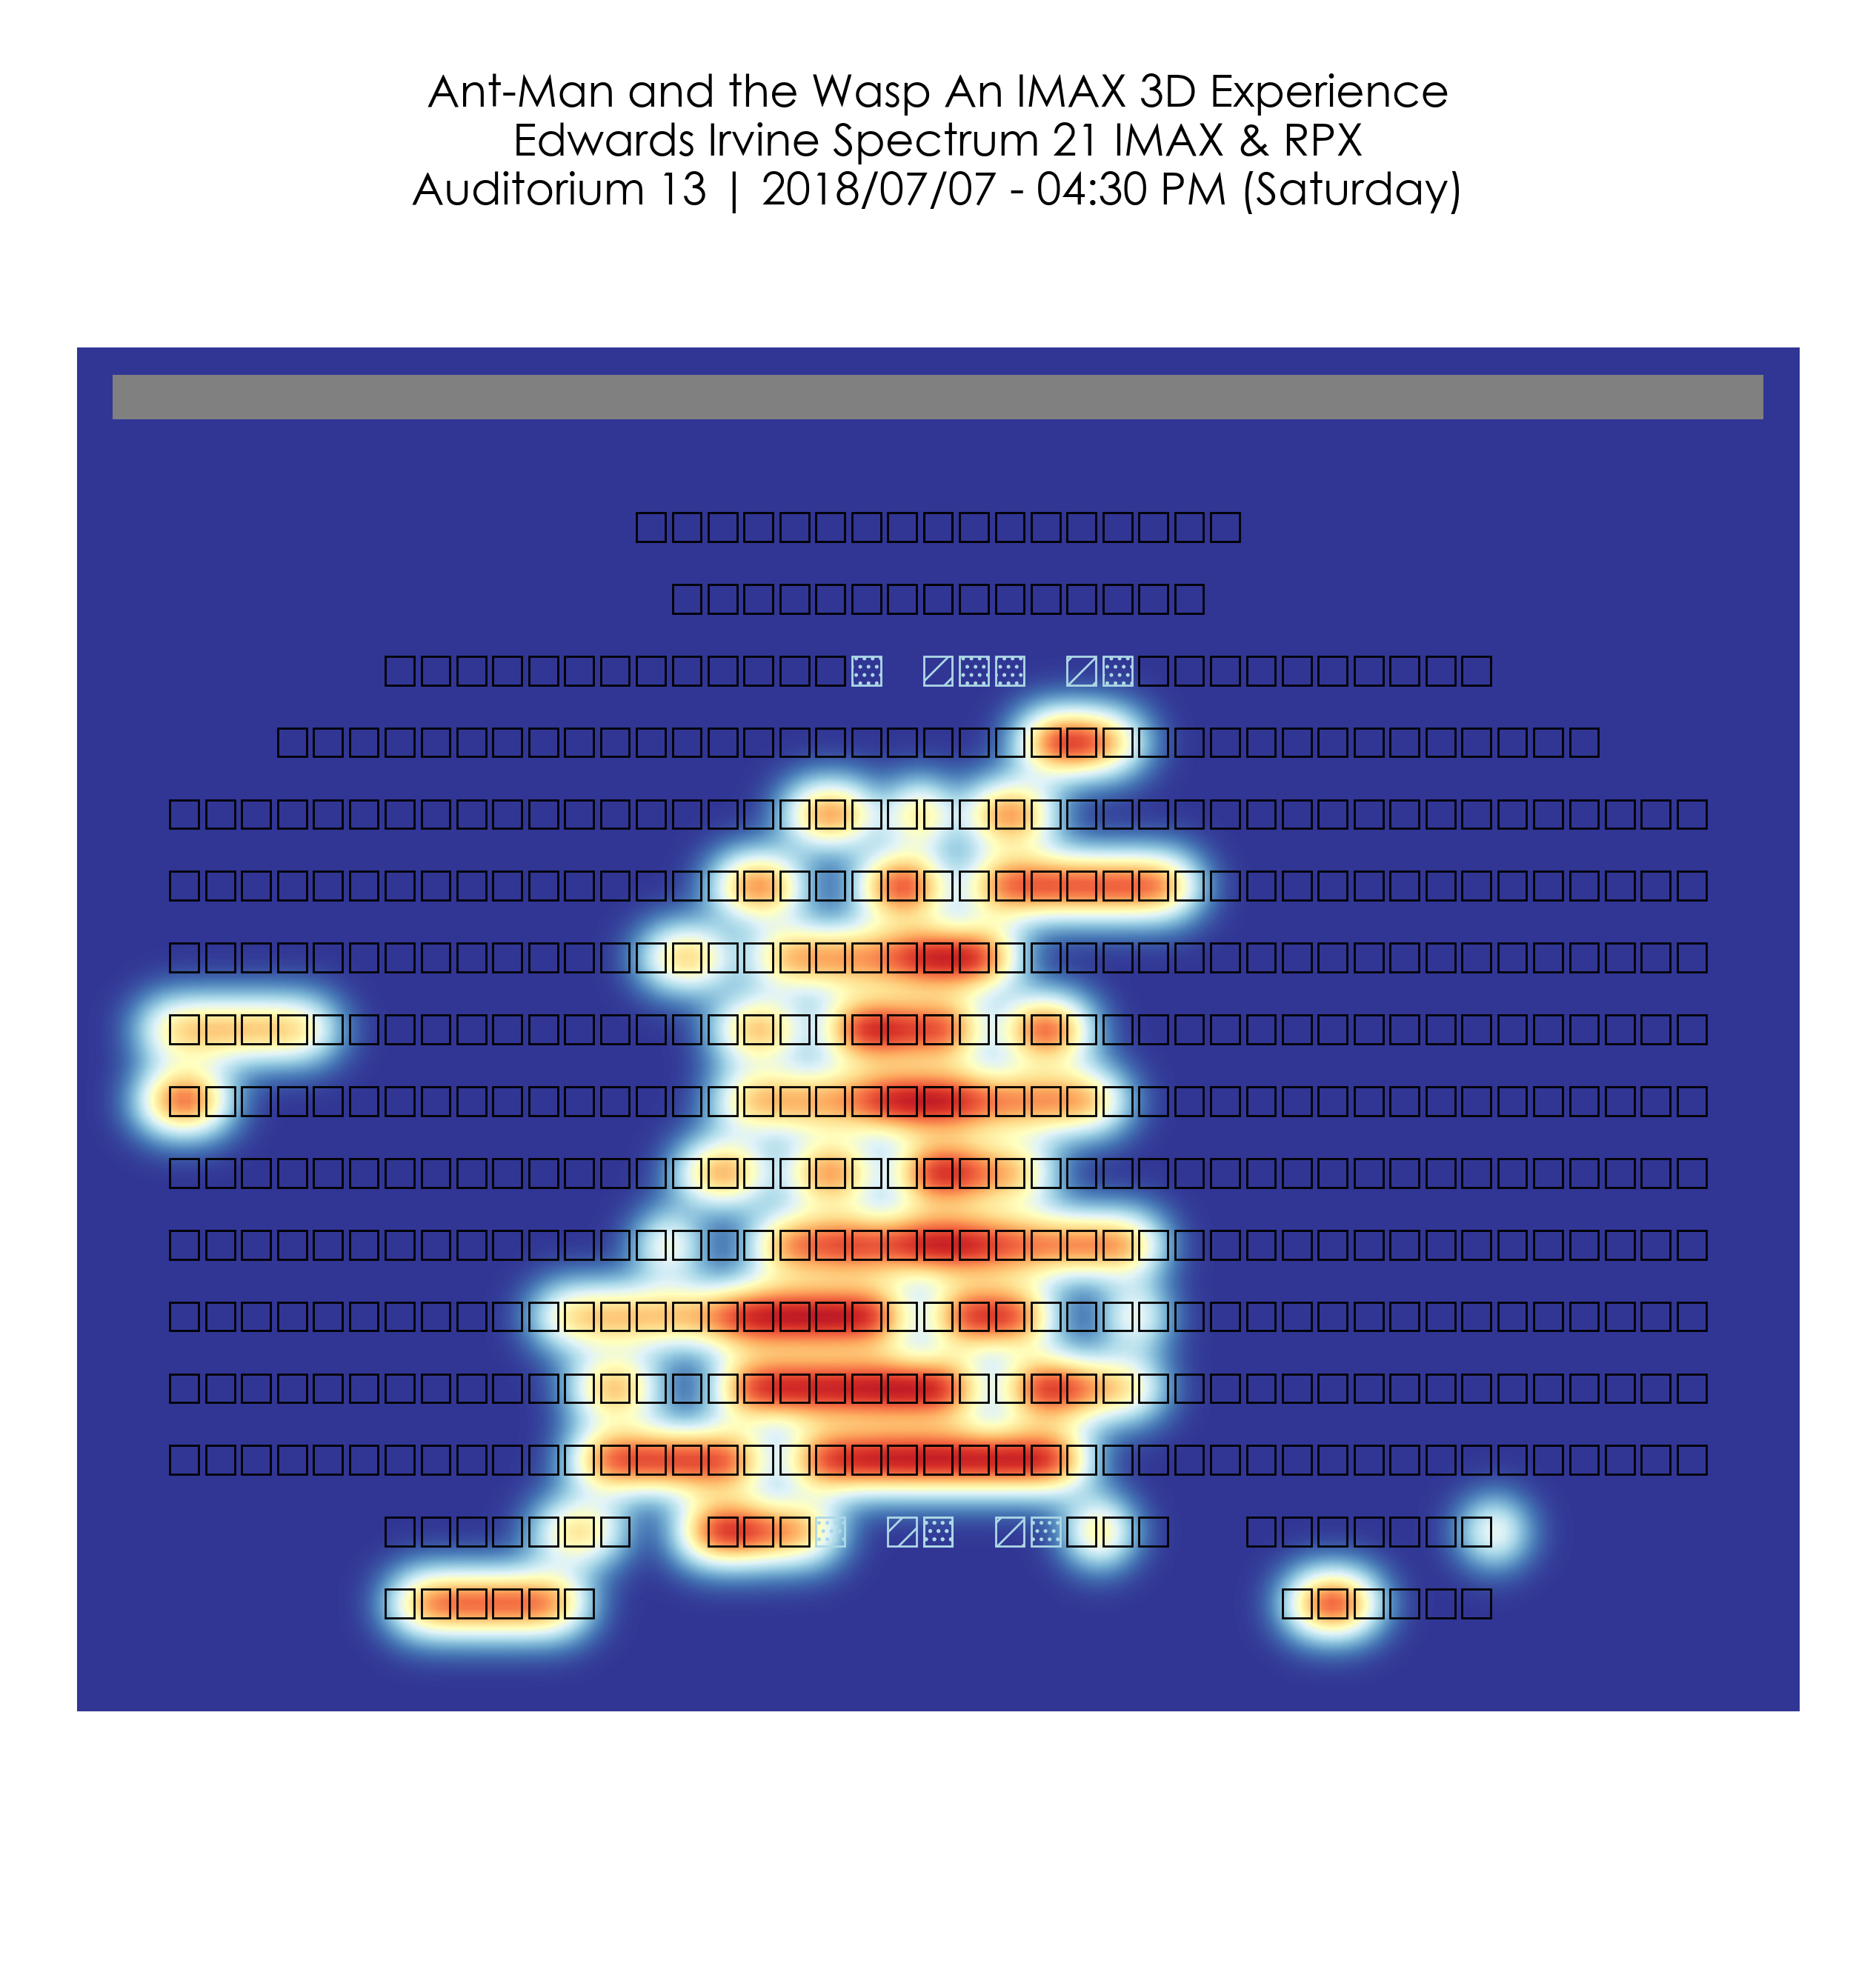 Ant-Man and the Wasp An IMAX 3D Experience
Edwards Irvine Spectrum 21 IMAX & RPX
Auditorium 13 | 2018/07/07 - 04:30 PM (Saturday)